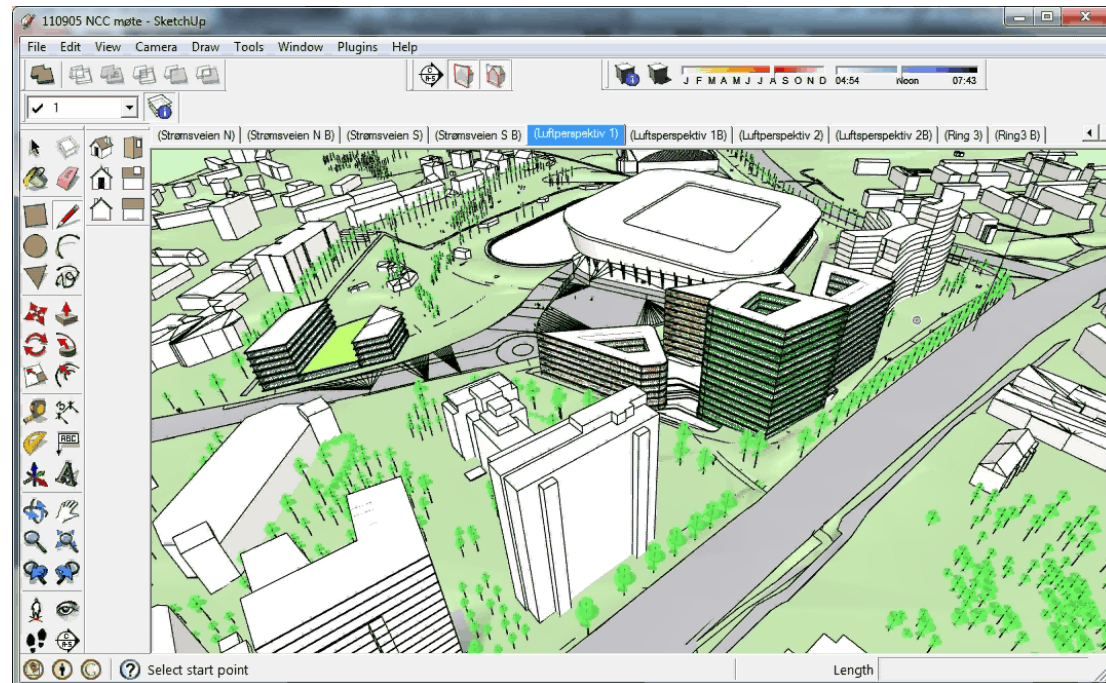 110905 NCC møte - SketchUp
File Edit View Camera Draw Tools Window Plugins Help
J F M A M J J A S O N D 04:54 Noon 07:43
1
(Strømsveien N) (Strømsveien N B) (Strømsveien S) (Strømsveien S B) (Luftperspektiv 1) (Luftsperspektiv 1B) (Luftperspektiv 2) (Luftsperspektiv 2B) (Ring 3) (Ring3 B)
ABC
Select start point
Length